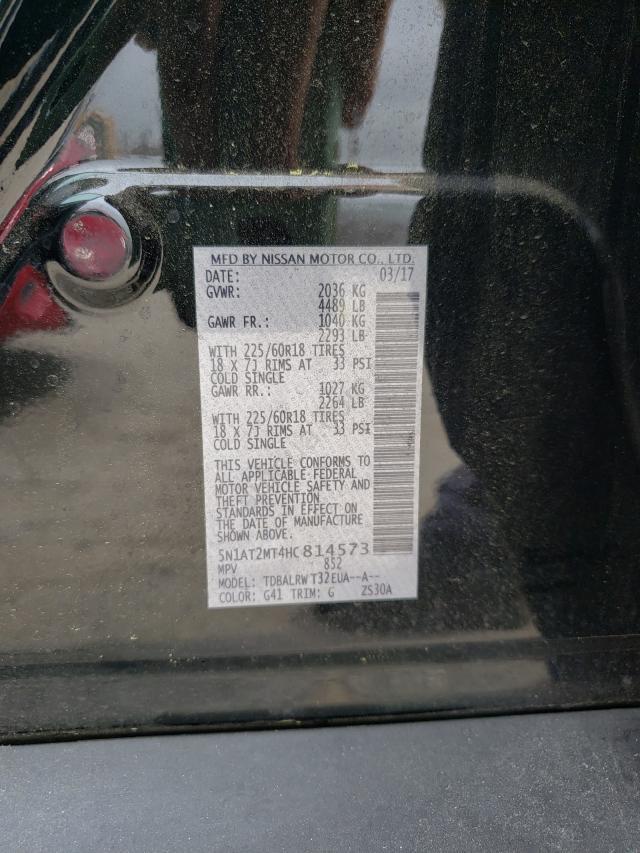 MFD BY NISSAN MOTOR CO., LTD.
DATE: 03/17
GVWR: 2036 KG
4489 LB
GAWR FR.: 1040 KG
2293 LB
WITH 225/60R18 TIRES
18 X 7J RIMS AT 33 PSI
COLD SINGLE
GAWR RR.: 1027 KG
2264 LB
WITH 225/60R18 TIRES
18 X 7J RIMS AT 33 PSI
COLD SINGLE
THIS VEHICLE CONFORMS TO
ALL APPLICABLE FEDERAL
MOTOR VEHICLE SAFETY AND
THEFT PREVENTION
STANDARDS IN EFFECT ON
THE DATE OF MANUFACTURE
SHOWN ABOVE.
5N1AT2MT4HC814573
MPV 852
MODEL: TDBALRWT32EUA--A--
COLOR: G41 TRIM: G ZS30A